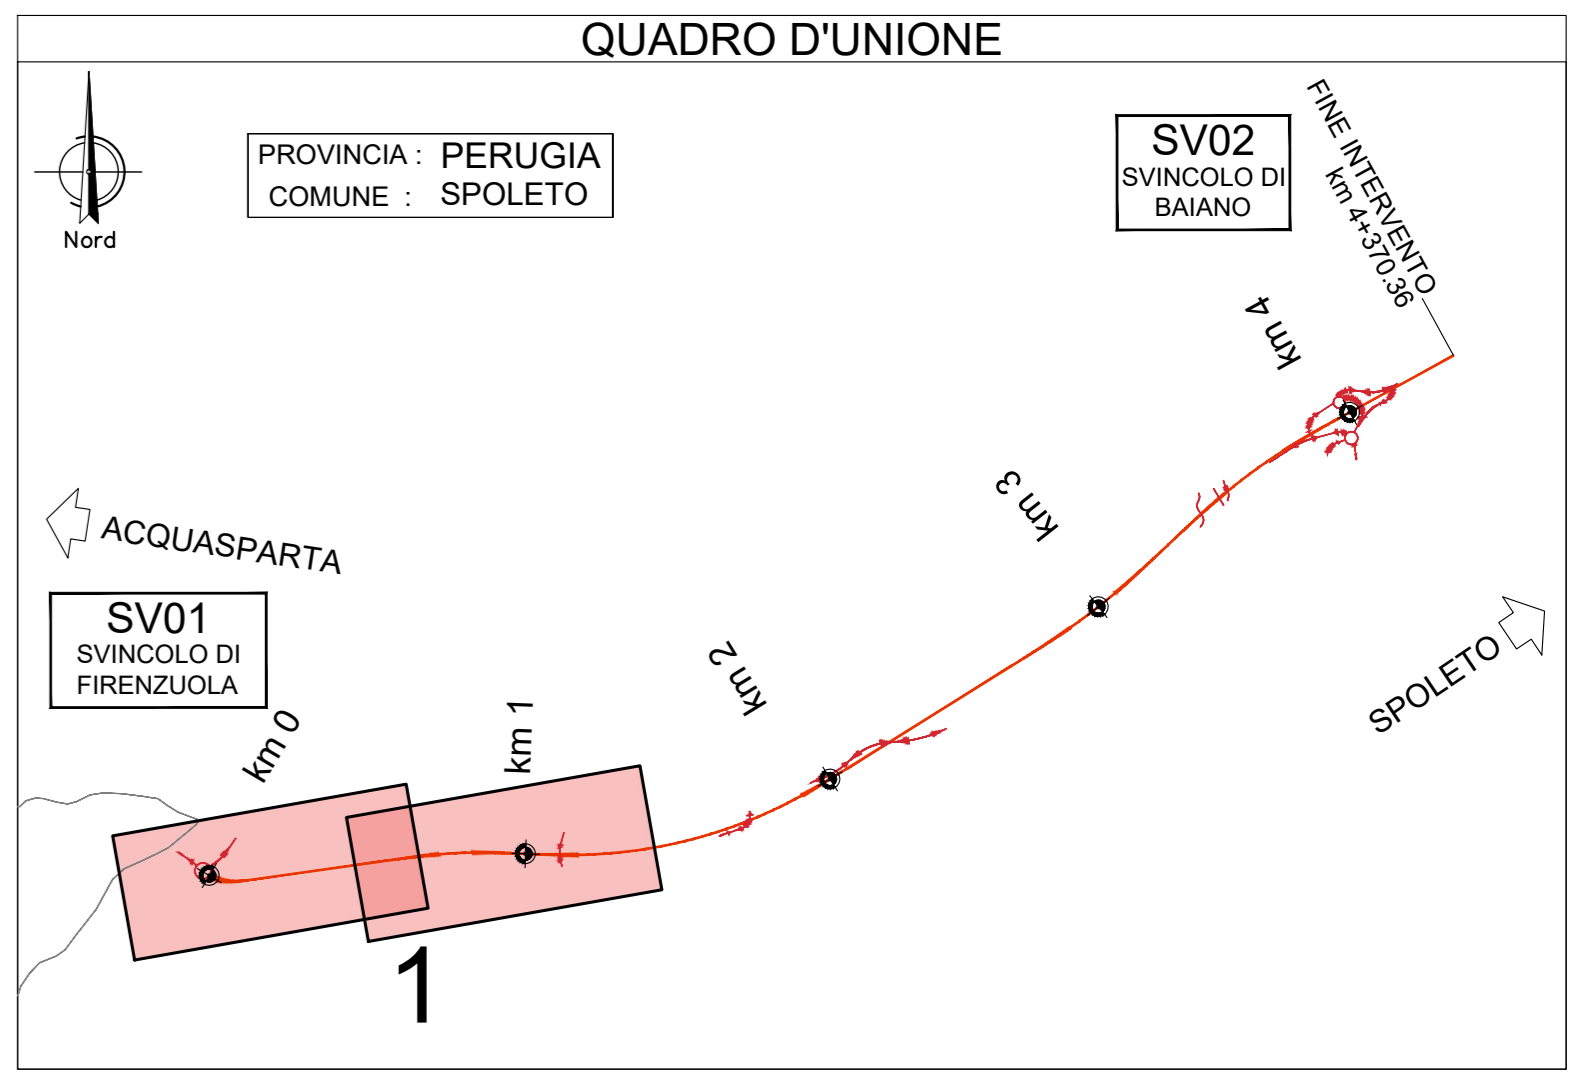 QUADRO D'UNIONE
Nord
PROVINCIA : PERUGIA
COMUNE : SPOLETO
SV02
SVINCOLO DI
BAIANO
FINE INTERVENTO
km 4+370.36
km 4
km 3
ACQUASPARTA
SV01
SVINCOLO DI
FIRENZUOLA
SPOLETO
km 2
km 1
km 0
1